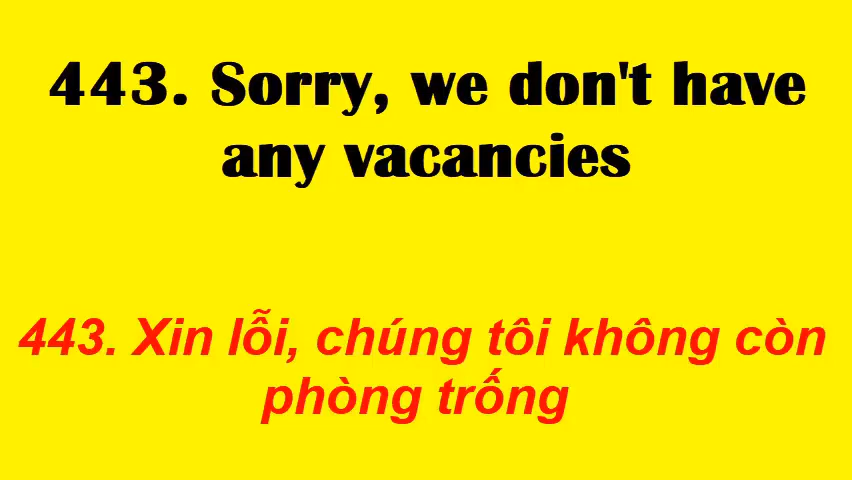 443. Sorry, we don't have
any vacancies
443. Xin lỗi, chúng tôi không còn
phòng trống